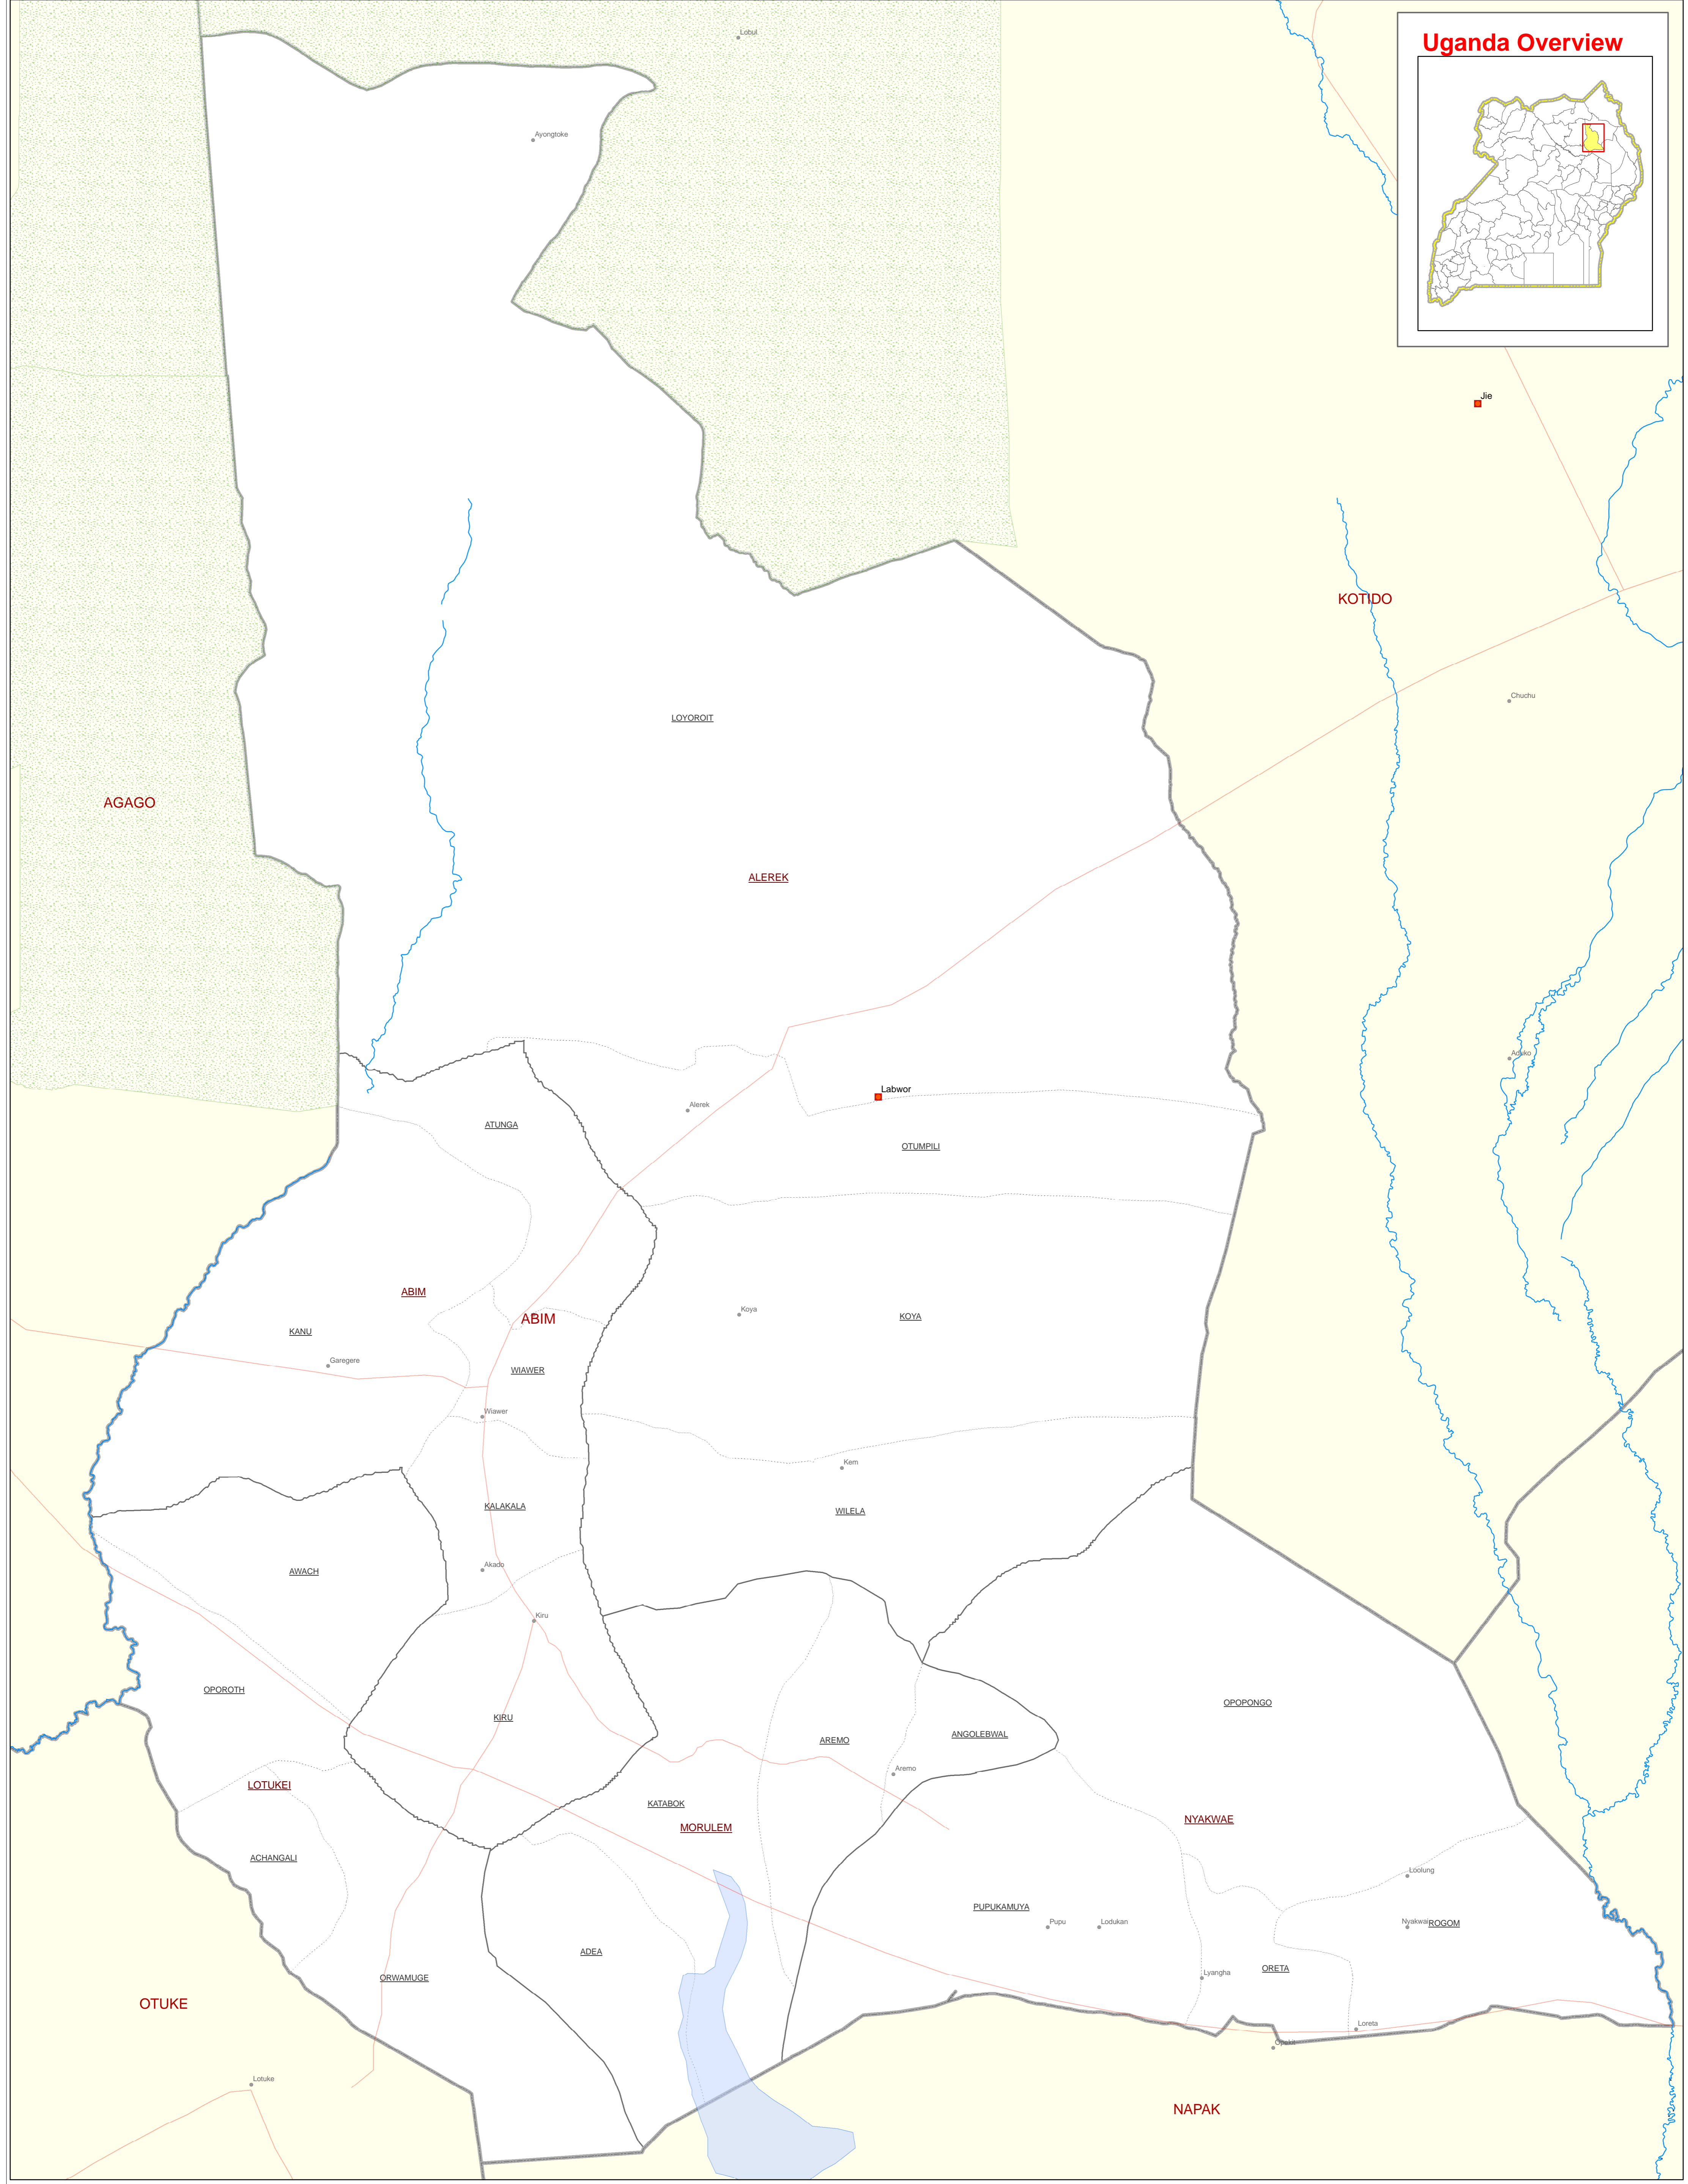 Lobul
Uganda Overview
Ayongtoke
Jie
KOTIDO
Chuchu
LOYOROIT
AGAGO
ALEREK
Aduko
Labwor
Alerek
ATUNGA
OTUMPILI
ABIM
Koya
KOYA
ABIM
KANU
Garegere
WIAWER
Wiawer
Kem
KALAKALA
WILELA
Akado
AWACH
Kiru
OPOROTH
OPOPONGO
KIRU
ANGOLEBWAL
AREMO
Aremo
LOTUKEI
KATABOK
NYAKWAE
MORULEM
ACHANGALI
Loolung
PUPUKAMUYA
Pupu
Lodukan
Nyakwai
ROGOM
ADEA
ORETA
Lyangha
ORWAMUGE
OTUKE
Loreta
Lotuke
NAPAK